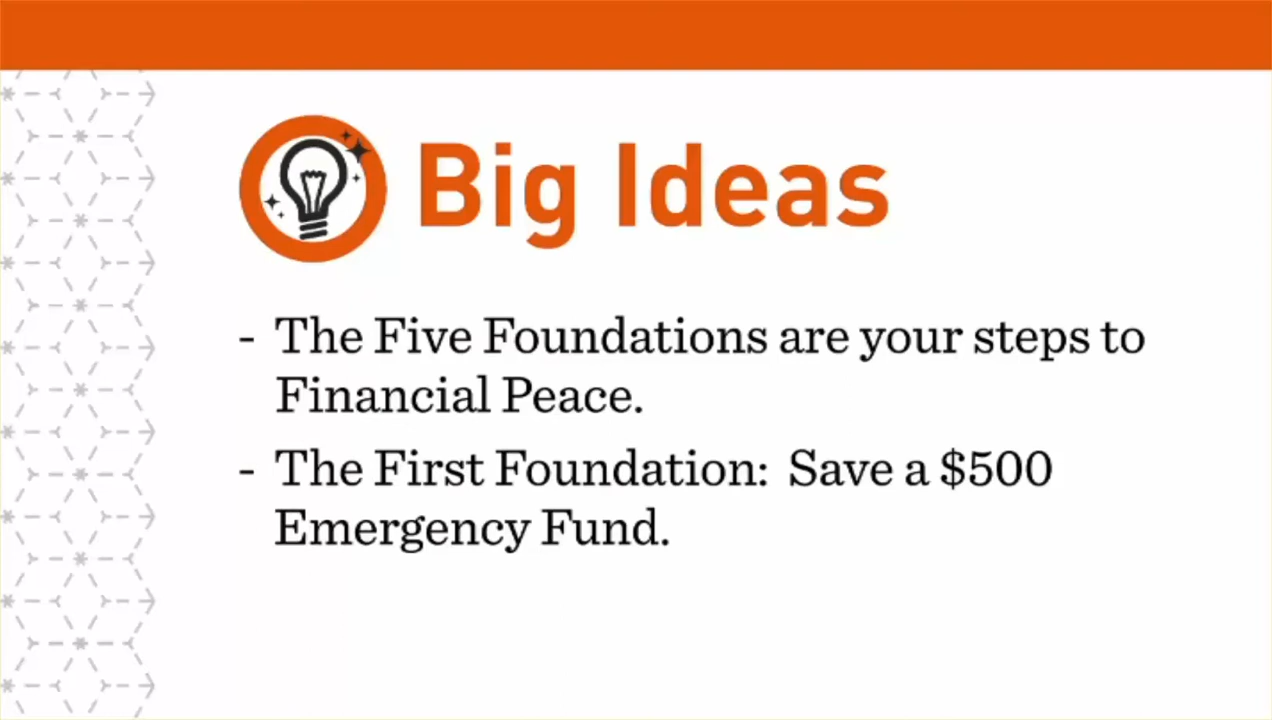 Big Ideas
- The Five Foundations are your steps to
Financial Peace.
- The First Foundation:  Save a $500
Emergency Fund.